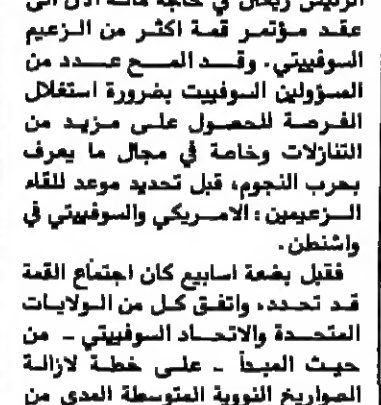 الرئيس ريغان في حاجة ماسة الان الى
عقد مؤتمر قمة اكثر من الزعيم
السوفييتي. وقد المح عدد من
المسؤولين السوفييت بضرورة استغلال
الفرصة للحصول على مزيد من
التنازلات وخاصة في مجال ما يعرف
بحرب النجوم، قبل تحديد موعد للقاء
الزعيمين: الامريكي والسوفييتي في
واشنطن.
فقبل بضعة اسابيع كان اجتماع القمة
قد تحدد، واتفق كل من الولايات
المتحدة والاتحاد السوفييتي - من
حيث المبدأ - على خطة لازالة
الصواريخ النووية المتوسطة المدى من